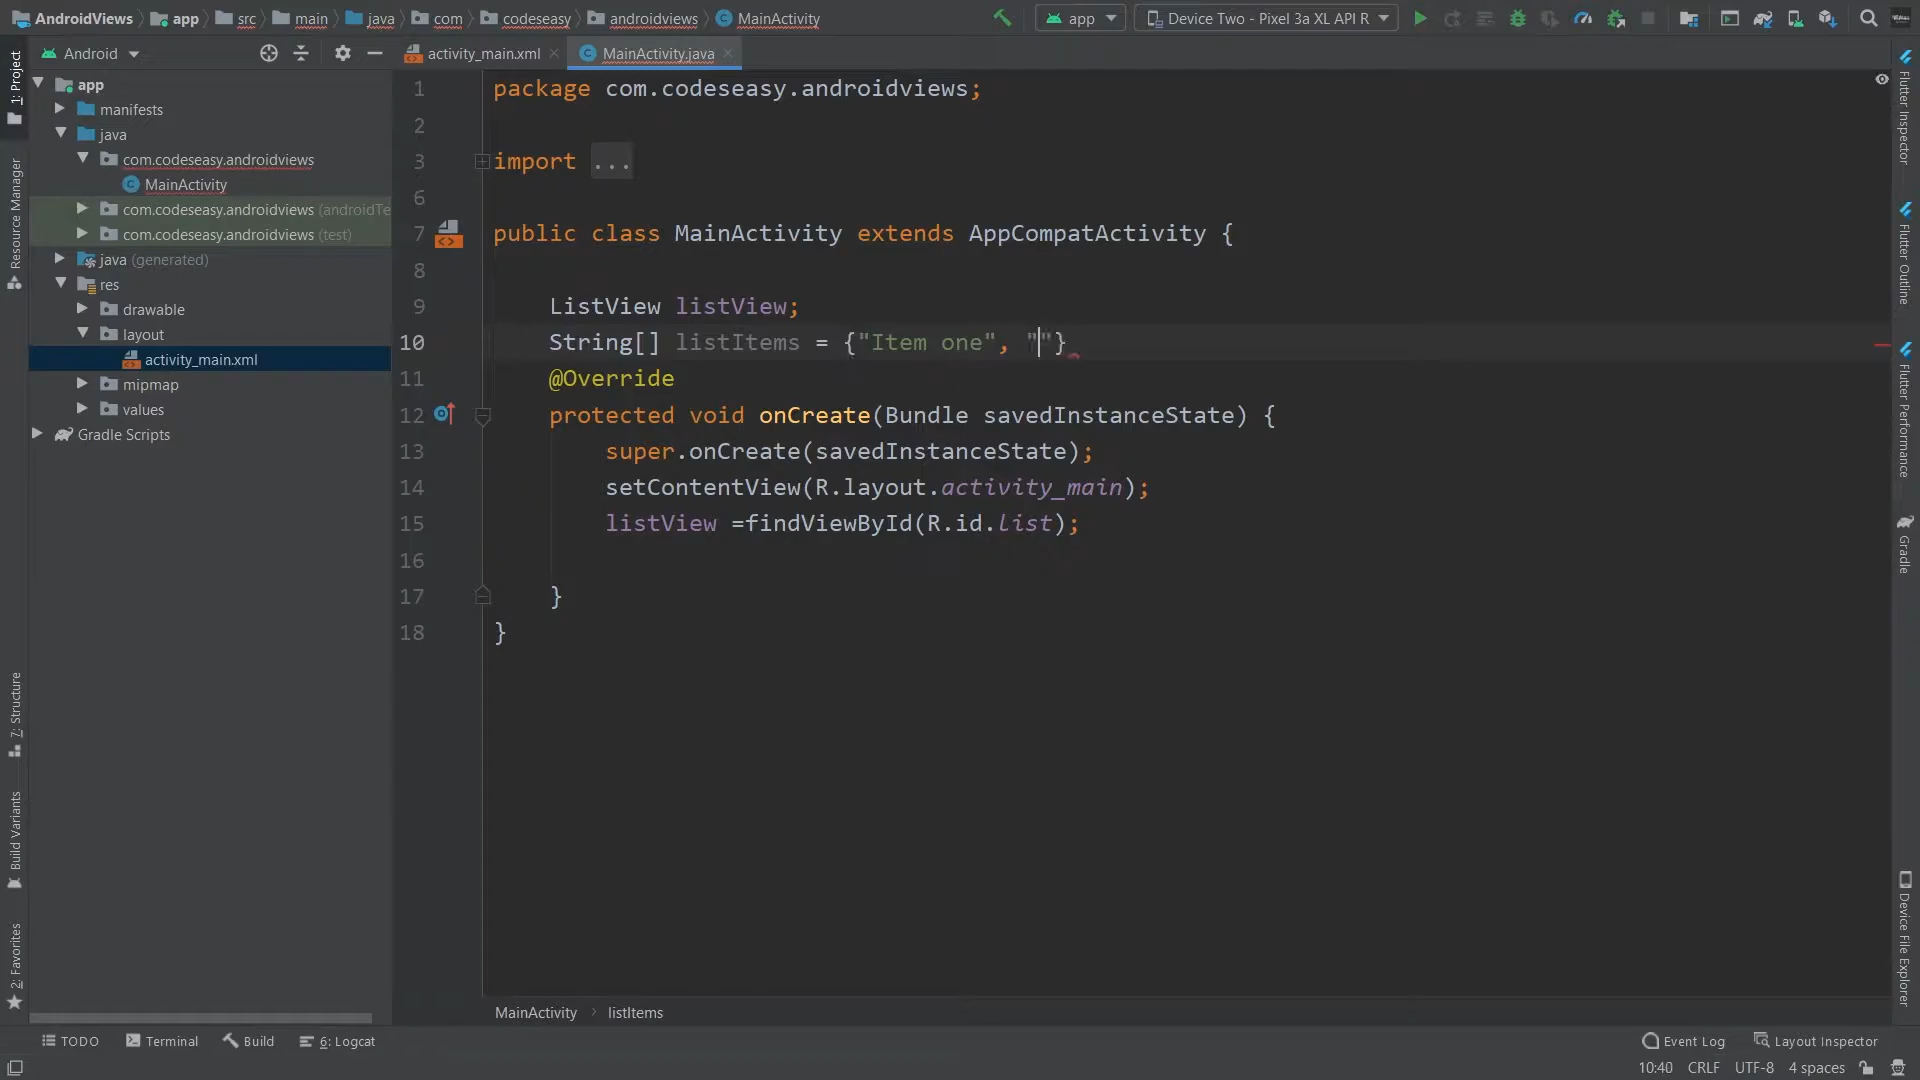 AndroidViews app src main java com codeseasy androidviews MainActivity app Device Two - Pixel 3a XL API R
Android activity_main.xml MainActivity.java
1: Project
Resource Manager
7: Structure
Build Variants
2: Favorites
app
manifests
java
com.codeseasy.androidviews
MainActivity
com.codeseasy.androidviews (androidTe
com.codeseasy.androidviews (test)
java (generated)
res
drawable
layout
activity_main.xml
mipmap
values
Gradle Scripts
1 package com.codeseasy.androidviews;
2
3 import ...
6
7 public class MainActivity extends AppCompatActivity {
8
9 ListView listView;
10 String[] listItems = {"Item one", ""}
11 @Override
12 protected void onCreate(Bundle savedInstanceState) {
13 super.onCreate(savedInstanceState);
14 setContentView(R.layout.activity_main);
15 listView =findViewById(R.id.list);
16
17 }
18 }
Flutter Inspector
Flutter Outline
Flutter Performance
Gradle
Device File Explorer
MainActivity listItems
TODO Terminal Build 6: Logcat Event Log Layout Inspector
10:40 CRLF UTF-8 4 spaces